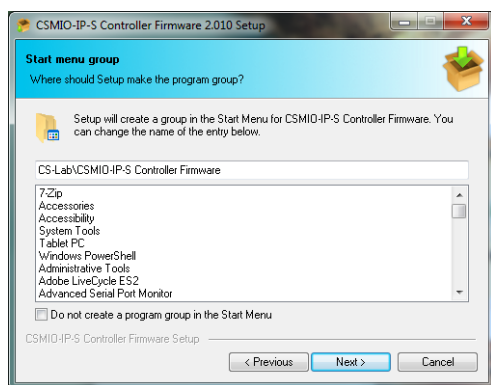 CSMIO-IP-S Controller Firmware 2.010 Setup
Start menu group
Where should Setup make the program group?
Setup will create a group in the Start Menu for CSMIO-IP-S Controller Firmware. You
can change the name of the entry below.
CS-Lab\CSMIO-IP-S Controller Firmware
7-Zip
Accessories
Accessibility
System Tools
Tablet PC
Windows PowerShell
Administrative Tools
Adobe LiveCycle ES2
Advanced Serial Port Monitor
Do not create a program group in the Start Menu
CSMIO-IP-S Controller Firmware Setup
< Previous
Next >
Cancel